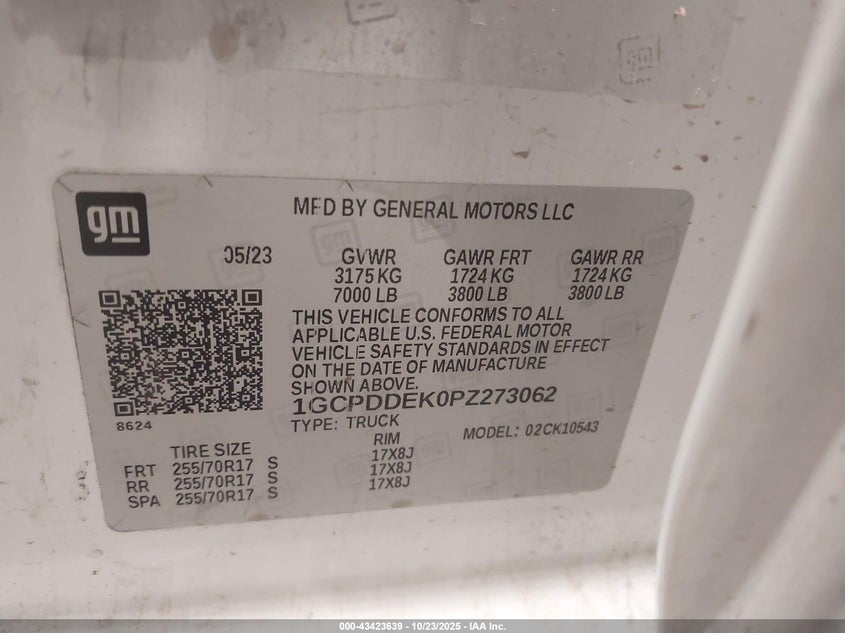 gm
MFD BY GENERAL MOTORS LLC
05/23
GVWR GAWR FRT GAWR RR
3175 KG 1724 KG 1724 KG
7000 LB 3800 LB 3800 LB
THIS VEHICLE CONFORMS TO ALL
APPLICABLE U.S. FEDERAL MOTOR
VEHICLE SAFETY STANDARDS IN EFFECT
ON THE DATE OF MANUFACTURE
SHOWN ABOVE.
8624
1GCPDDEK0PZ273062
TYPE: TRUCK MODEL: 02CK10543
TIRE SIZE RIM
FRT 255/70R17 S 17X8J
RR 255/70R17 S 17X8J
SPA 255/70R17 S 17X8J
000-43423639 - 10/23/2025 - IAA Inc.